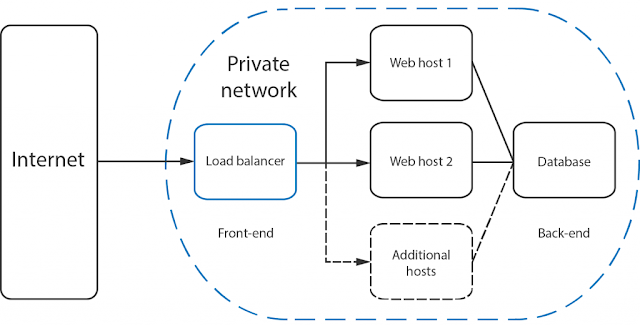 Internet
Private
network
Load balancer
Front-end
Web host 1
Web host 2
Additional
hosts
Database
Back-end